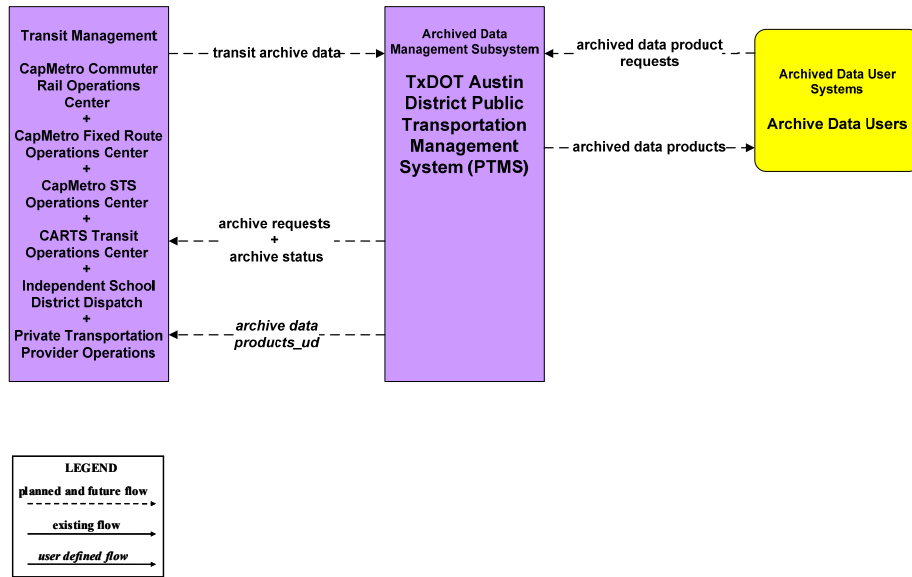 Transit Management
CapMetro Commuter
Rail Operations
Center
+
CapMetro Fixed Route
Operations Center
+
CapMetro STS
Operations Center
+
CARTS Transit
Operations Center
+
Independent School
District Dispatch
+
Private Transportation
Provider Operations
transit archive data
archive requests
+
archive status
archive data
products_ud
Archived Data
Management Subsystem
TxDOT Austin
District Public
Transportation
Management
System (PTMS)
archived data product
requests
archived data products
Archived Data User
Systems
Archive Data Users
LEGEND
planned and future flow
existing flow
user defined flow